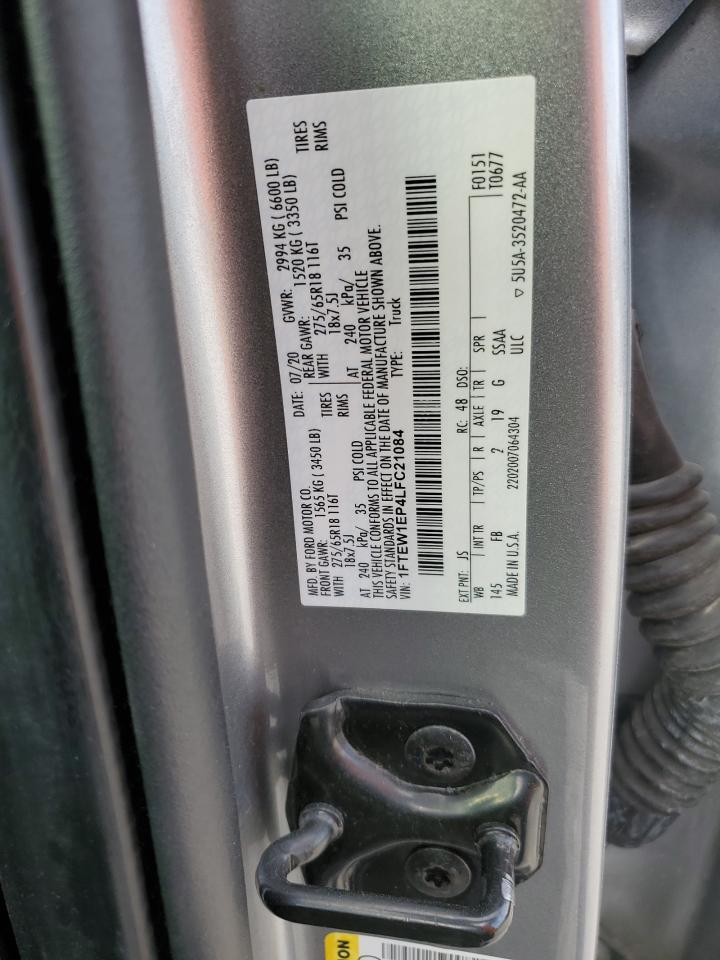 MFD. BY FORD MOTOR CO. DATE: 07/20 GVWR: 2994 KG ( 6600 LB)
FRONT GAWR: 1565 KG (3450 LB) REAR GAWR: 1520 KG ( 3350 LB)
WITH 275/65R18 116T TIRES WITH 275/65R18 116T TIRES
18x7.5J RIMS 18x7.5J RIMS
AT 240 kPa/ 35 PSI COLD AT 240 kPa/ 35 PSI COLD
THIS VEHICLE CONFORMS TO ALL APPLICABLE FEDERAL MOTOR VEHICLE
SAFETY STANDARDS IN EFFECT ON THE DATE OF MANUFACTURE SHOWN ABOVE.
VIN: 1FTEW1EP4LFC21084 TYPE: Truck
EXT PNT: JS RC: 48 DSO: F0151
WB INT TR TP/PS R AXLE TR SPR T0677
145 FB 2 19 G SSAA
MADE IN U.S.A. 2202007064304 ULC 5U5A-3520472-AA